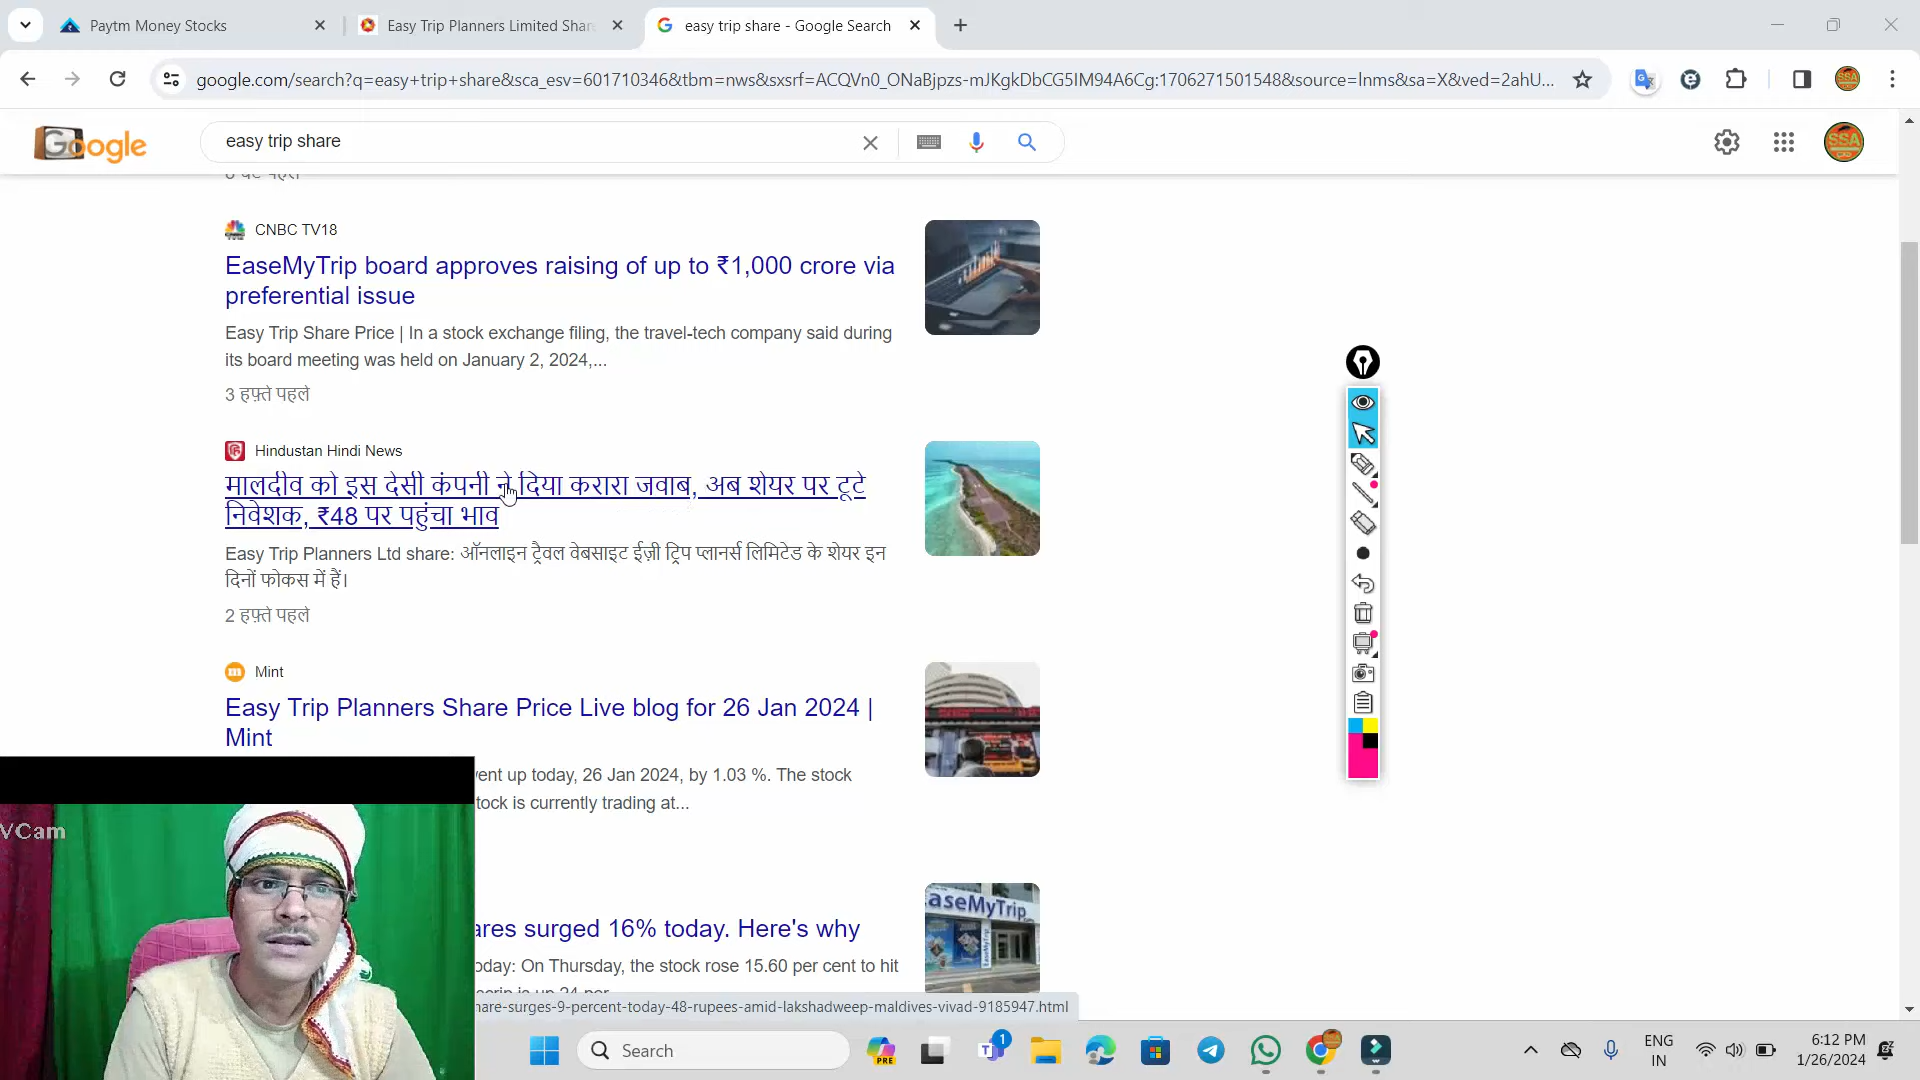 Paytm Money Stocks
Easy Trip Planners Limited Shar
easy trip share - Google Search
google.com/search?q=easy+trip+share&sca_esv=601710346&tbm=nws&sxsrf=ACQVn0_ONaBjpzs-mJKgkDbCG5IM94A6Cg:1706271501548&source=lnms&sa=X&ved=2ahU...
Google
easy trip share
SSA
CNBC TV18
EaseMyTrip board approves raising of up to ₹1,000 crore via
preferential issue
Easy Trip Share Price | In a stock exchange filing, the travel-tech company said during
its board meeting was held on January 2, 2024,...
3 हफ़्ते पहले
Hindustan Hindi News
मालदीव को इस देसी कंपनी ने दिया करारा जवाब, अब शेयर पर टूटे
निवेशक, ₹48 पर पहुंचा भाव
Easy Trip Planners Ltd share: ऑनलाइन ट्रैवल वेबसाइट ईज़ी ट्रिप प्लानर्स लिमिटेड के शेयर इन
दिनों फोकस में हैं।
2 हफ़्ते पहले
Mint
Easy Trip Planners Share Price Live blog for 26 Jan 2024 |
Mint
ent up today, 26 Jan 2024, by 1.03 %. The stock
tock is currently trading at...
ares surged 16% today. Here's why
oday: On Thursday, the stock rose 15.60 per cent to hit
aseMyTrip
hare-surges-9-percent-today-48-rupees-amid-lakshadweep-maldives-vivad-9185947.html
VCam
Search
PRE
1
ENG
IN
6:12 PM
1/26/2024